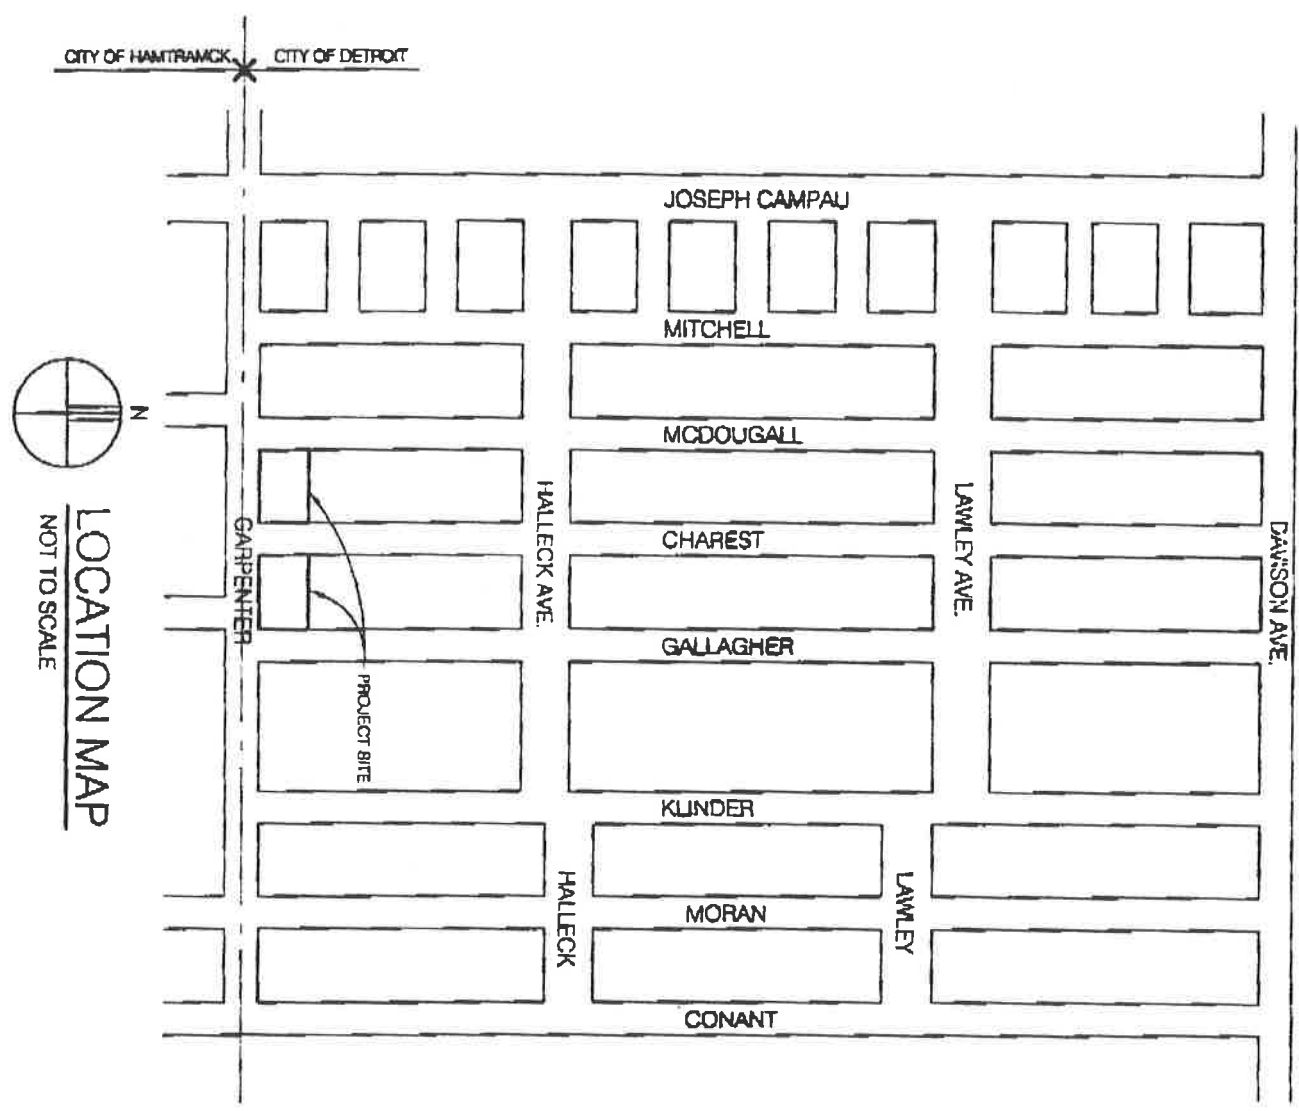 CITY OF HAMTRAMCK
CITY OF DETROIT
JOSEPH CAMPAU
MITCHELL
N
MCDOUGALL
HALLECK AVE.
LAWLEY AVE.
DAVISON AVE.
CARPENTER
CHAREST
GALLAGHER
LOCATION MAP
NOT TO SCALE
PROJECT SITE
KLINDER
HALLECK
LAWLEY
MORAN
CONANT